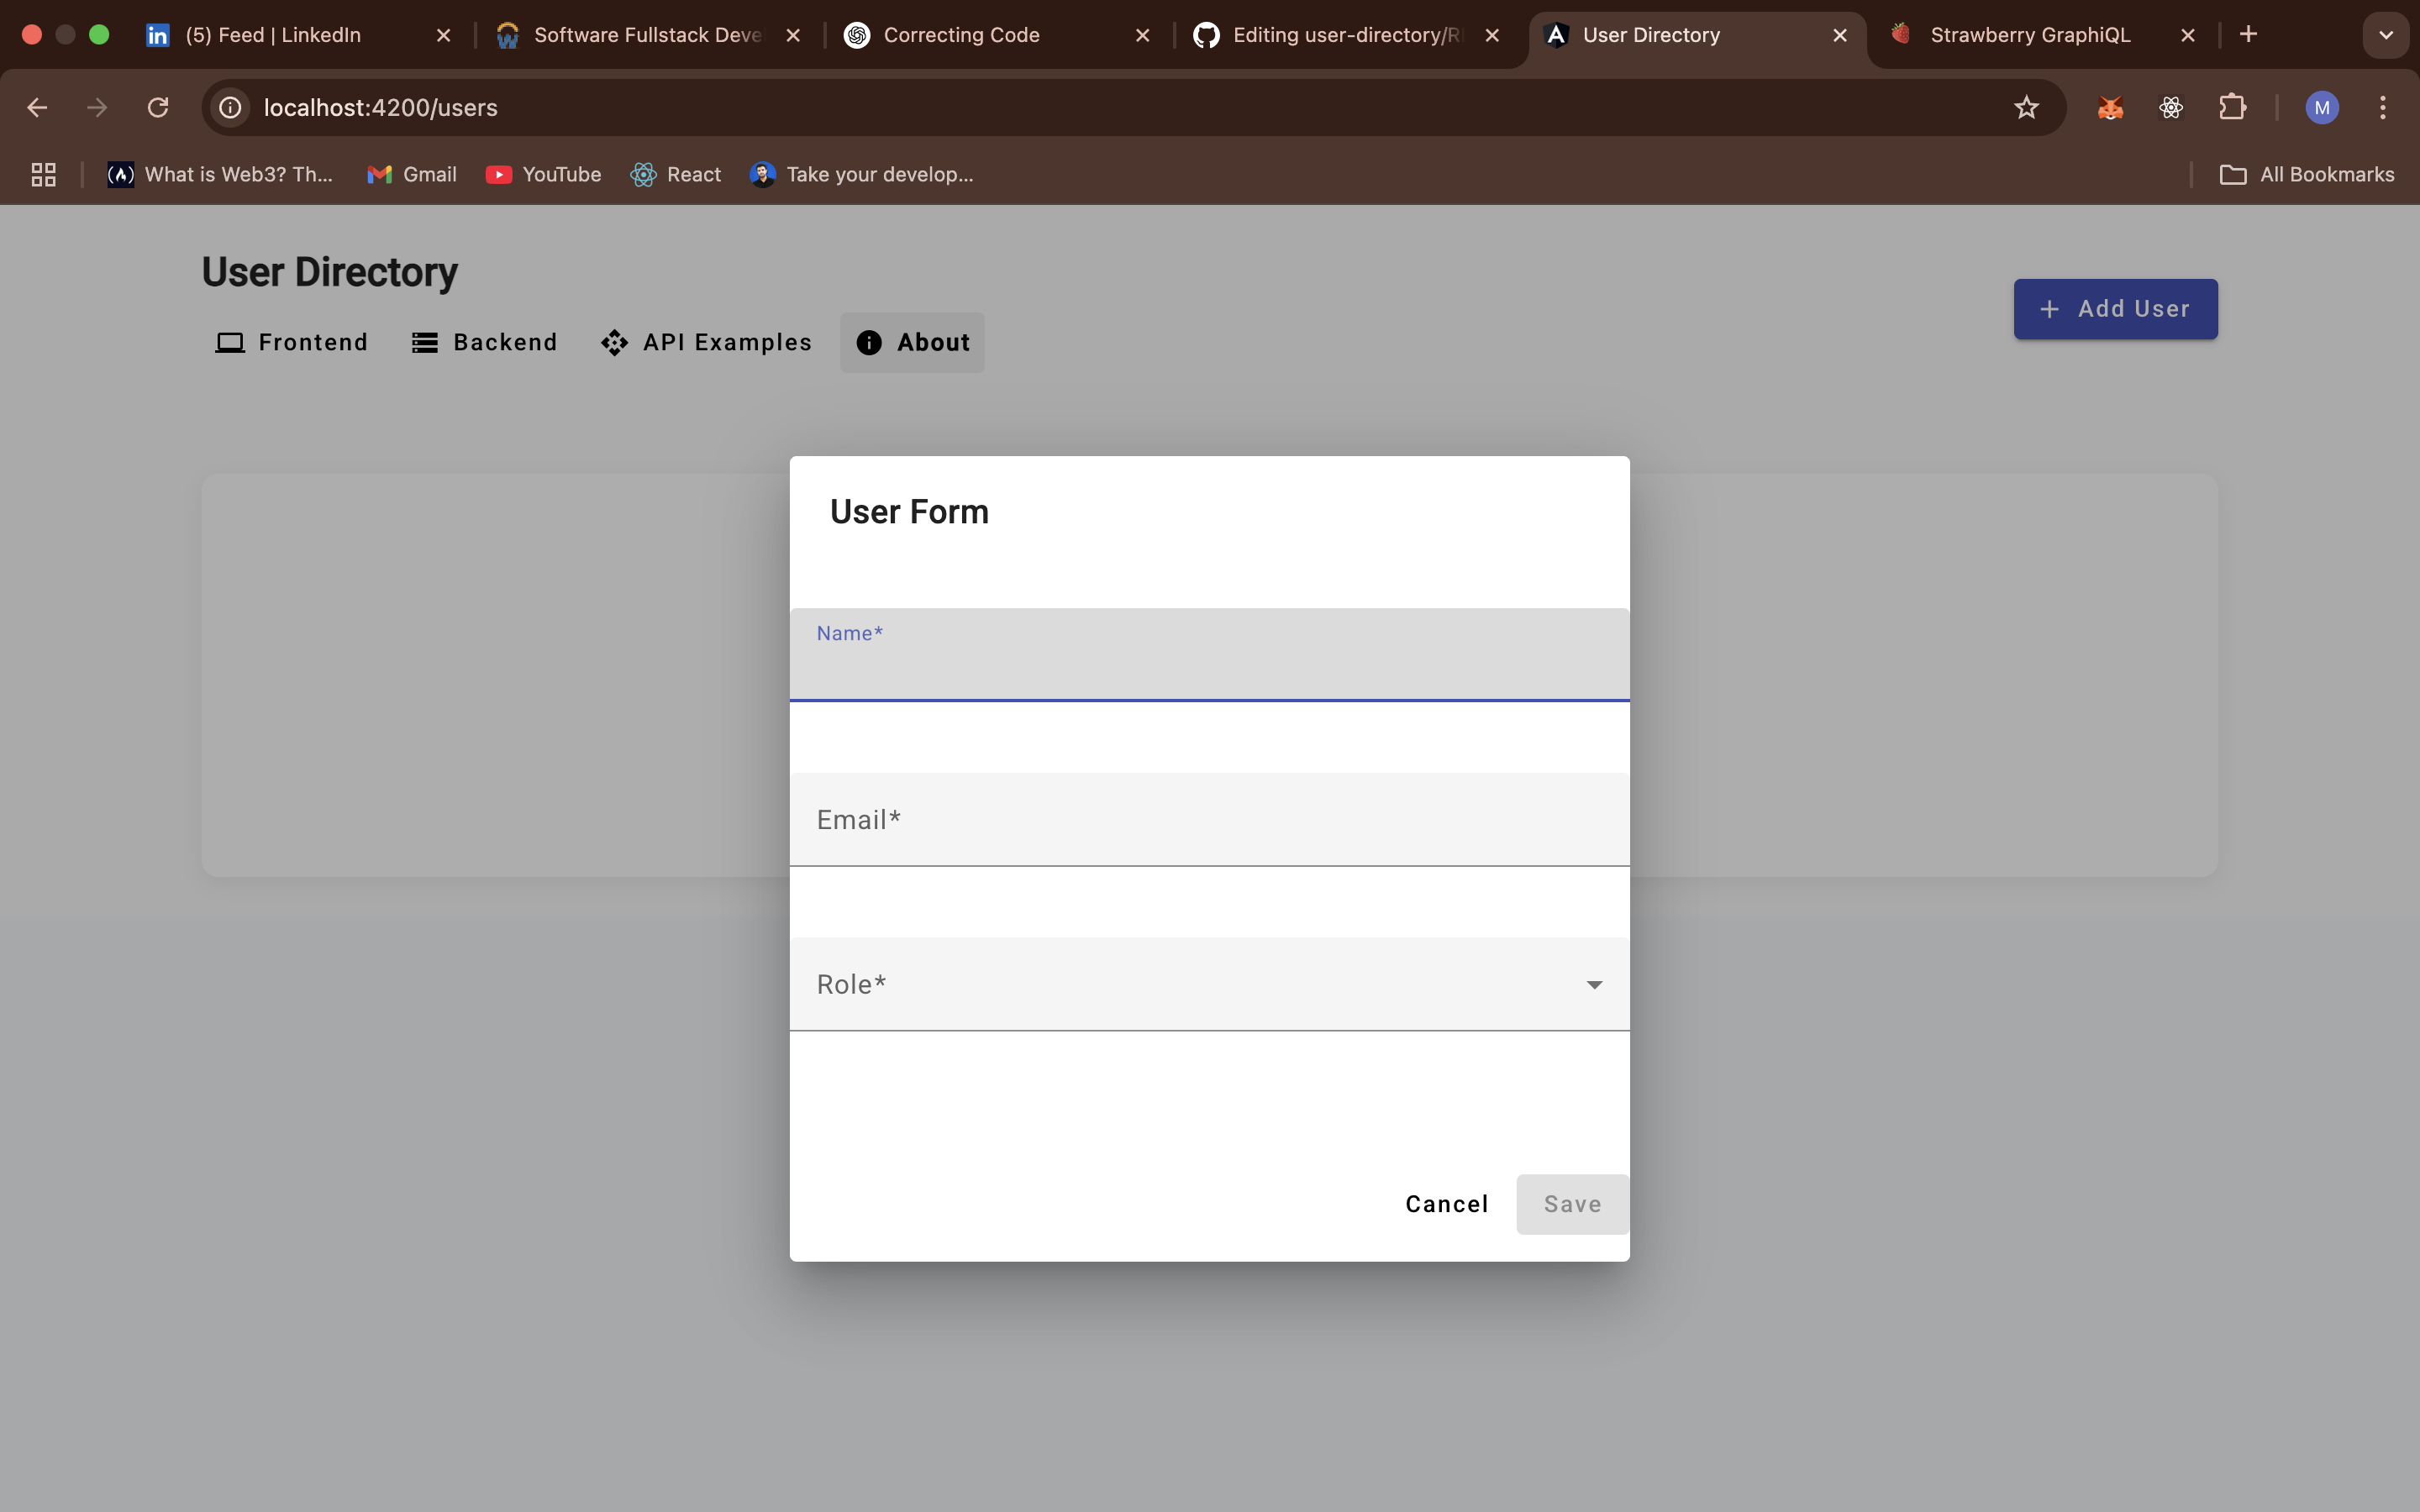 (5) Feed | LinkedIn
Software Fullstack Deve
Correcting Code
Editing user-directory/R
User Directory
Strawberry GraphiQL
localhost:4200/users
M
What is Web3? Th...
Gmail
YouTube
React
Take your develop...
All Bookmarks
User Directory
Add User
Frontend
Backend
API Examples
About
User Form
Name*
Email*
Role*
Cancel
Save